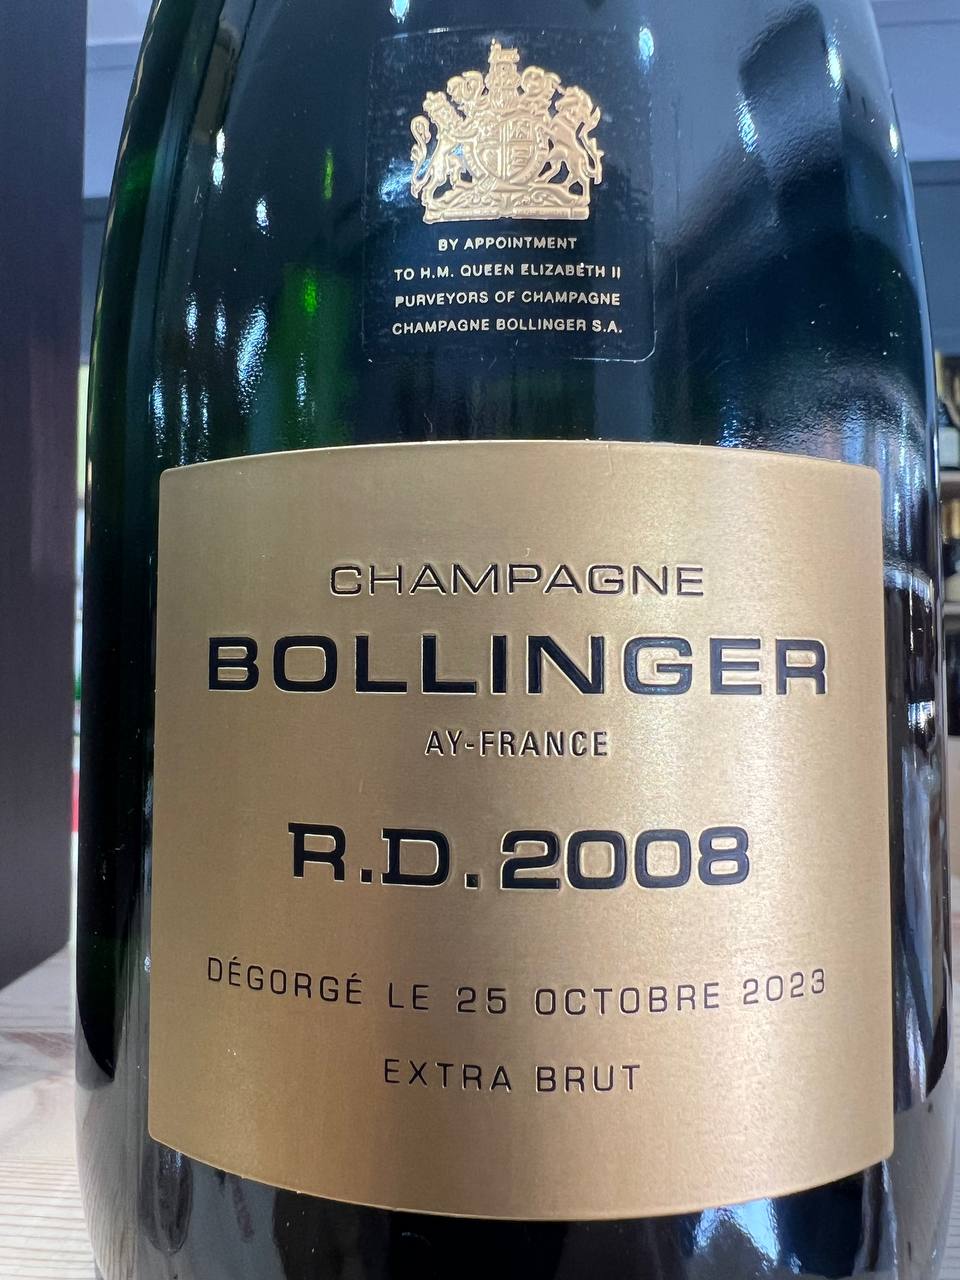 BY APPOINTMENT
TO H.M. QUEEN ELIZABETH II
PURVEYORS OF CHAMPAGNE
CHAMPAGNE BOLLINGER S.A.
CHAMPAGNE
BOLLINGER
AY-FRANCE
R.D. 2008
DÉGORGÉ LE 25 OCTOBRE 2023
EXTRA BRUT